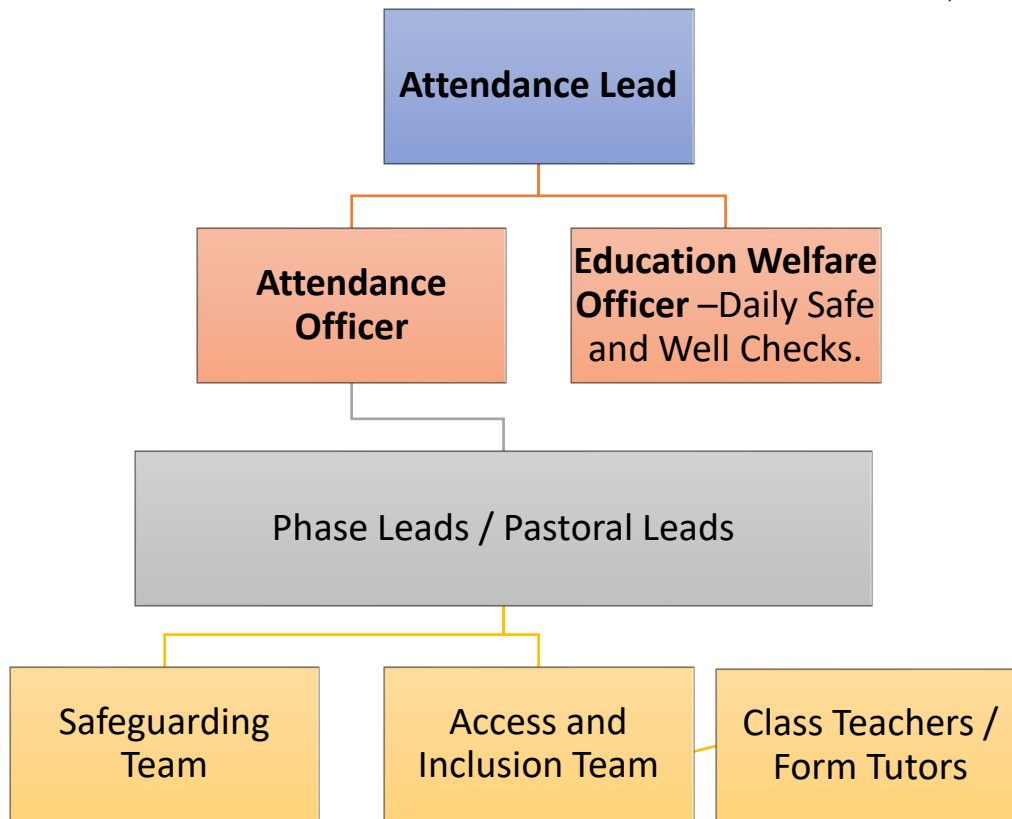 Attendance Lead
Attendance
Officer
Education Welfare
Officer –Daily Safe
and Well Checks.
Phase Leads / Pastoral Leads
Safeguarding
Team
Access and
Inclusion Team
Class Teachers /
Form Tutors